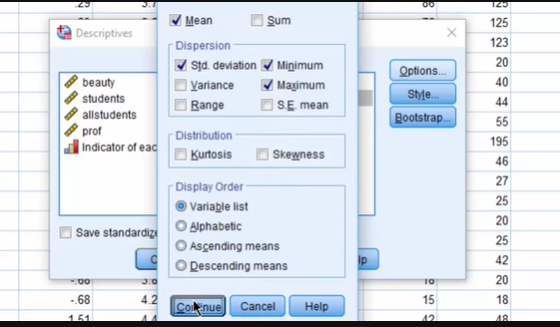 .29
3.7
86
125
Mean
Sum
125
Descriptives
123
Dispersion
Std. deviation
Minimum
20
Options...
beauty
Variance
Maximum
40
students
Style...
Range
S.E. mean
44
allstudents
Bootstrap...
55
prof
Distribution
195
Indicator of eac
Kurtosis
Skewness
46
27
Display Order
25
Variable list
20
Alphabetic
25
Save standardize
Ascending means
21
Descending means
42
-.68
3.8
18
20
-.68
4.2
Continue
Cancel
Help
15
18
1.51
4.4
42
48